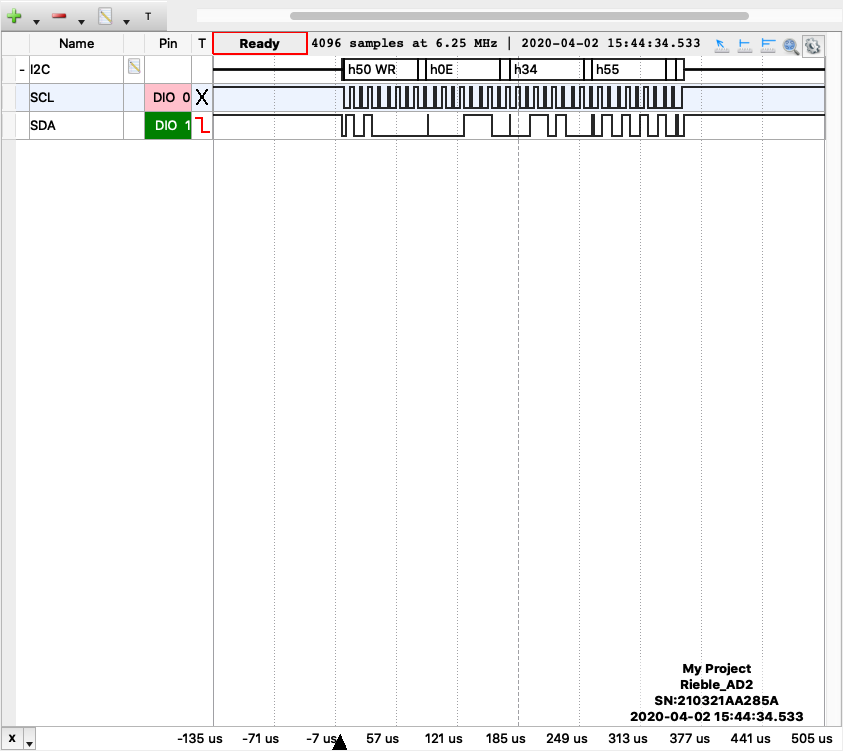 T
Name Pin T Ready 4096 samples at 6.25 MHz | 2020-04-02 15:44:34.533
- I2C h50 WR h0E h34 h55
SCL DIO 0 X
SDA DIO 1
My Project
Rieble_AD2
SN:210321AA285A
2020-04-02 15:44:34.533
X -135 us -71 us -7 us 57 us 121 us 185 us 249 us 313 us 377 us 441 us 505 us